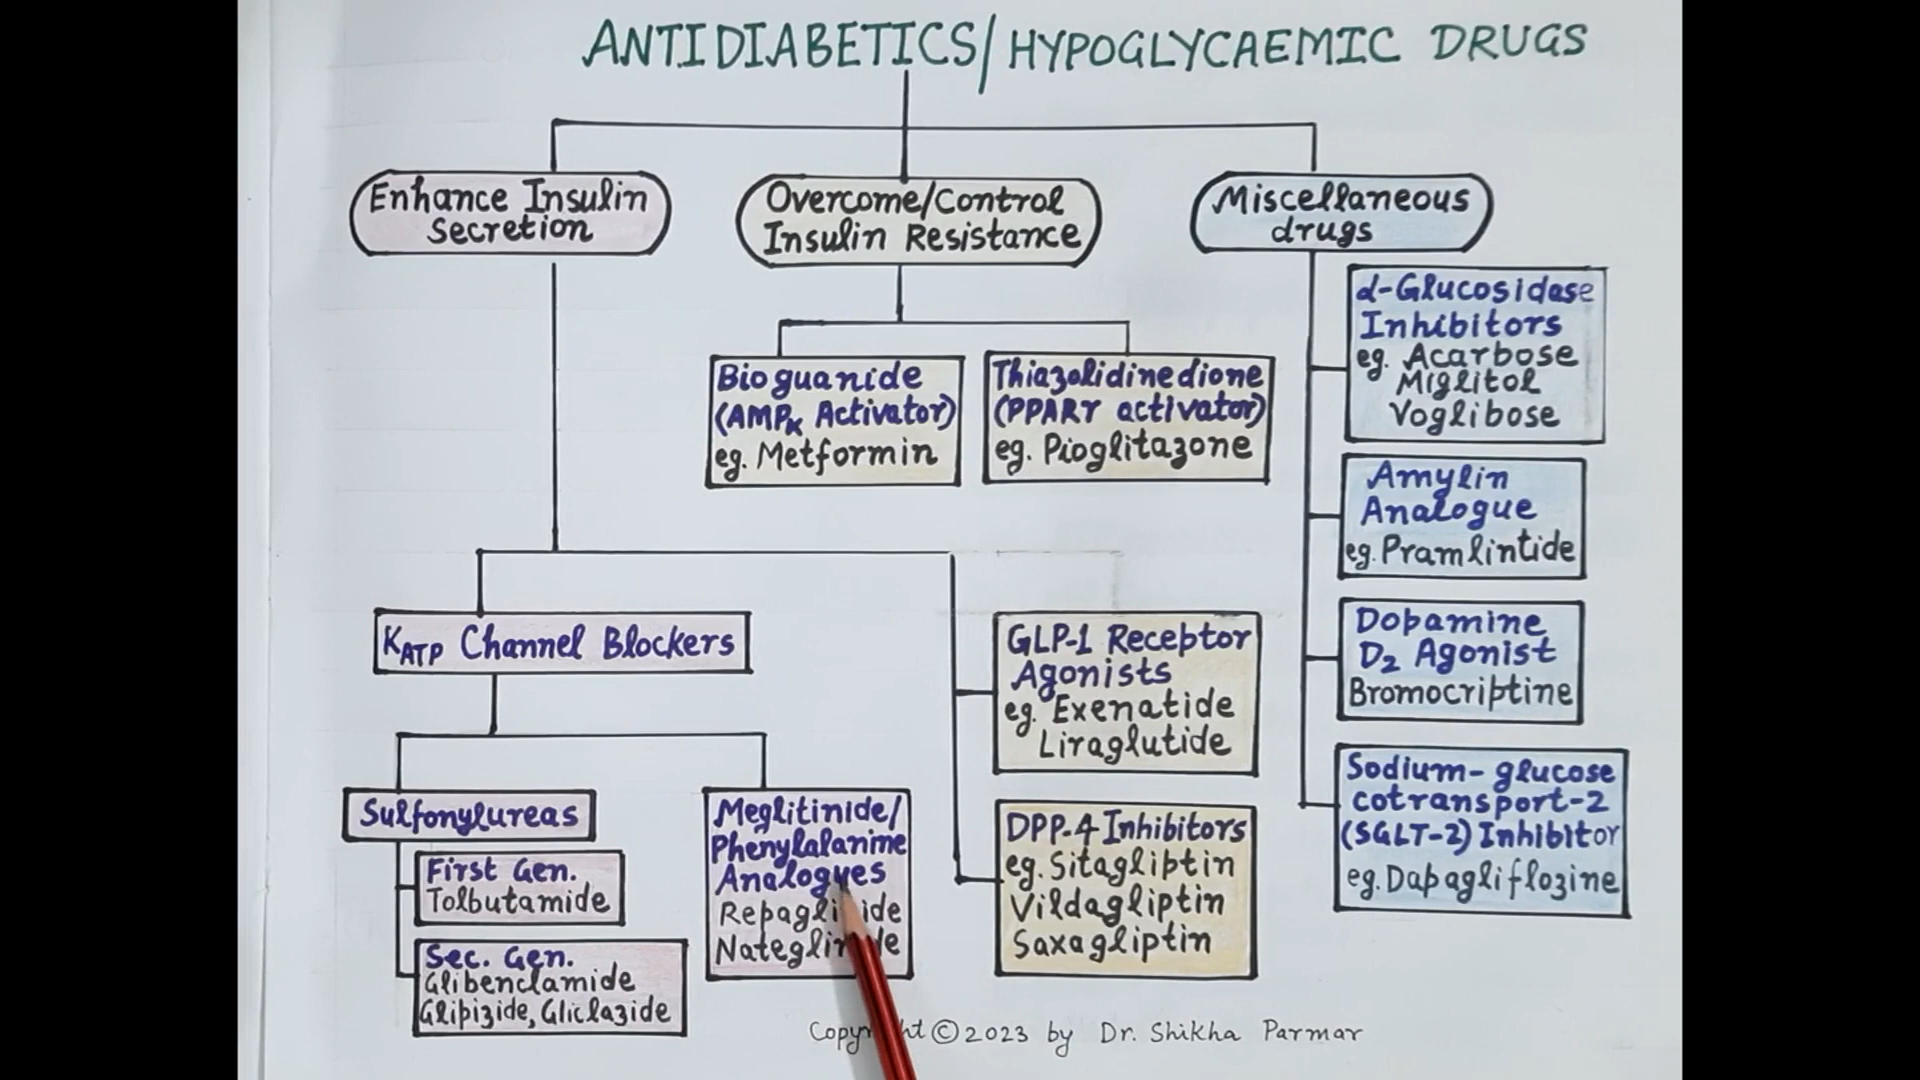 ANTIDIABETICS/HYPOGLYCAEMIC DRUGS
Enhance Insulin
Secretion
Overcome/Control
Insulin Resistance
Miscellaneous
drugs
Bioguanide
(AMPK Activator)
eg. Metformin
Thiazolidinedione
(PPARγ activator)
eg. Pioglitazone
α-Glucosidase
Inhibitors
eg. Acarbose
Miglitol
Voglibose
Amylin
Analogue
eg. Pramlintide
Dopamine
D2 Agonist
Bromocriptine
Sodium-glucose
cotransport-2
(SGLT-2) Inhibitor
eg. Dapagliflozine
KATP Channel Blockers
Sulfonylureas
First Gen.
Tolbutamide
Sec. Gen.
Glibenclamide
Glipizide, Gliclazide
Meglitinide/
Phenylalanine
Analogues
Repaglinide
Nateglinide
GLP-1 Receptor
Agonists
eg. Exenatide
Liraglutide
DPP-4 Inhibitors
eg. Sitagliptin
Vildagliptin
Saxagliptin
Copyright © 2023 by Dr. Shikha Parmar